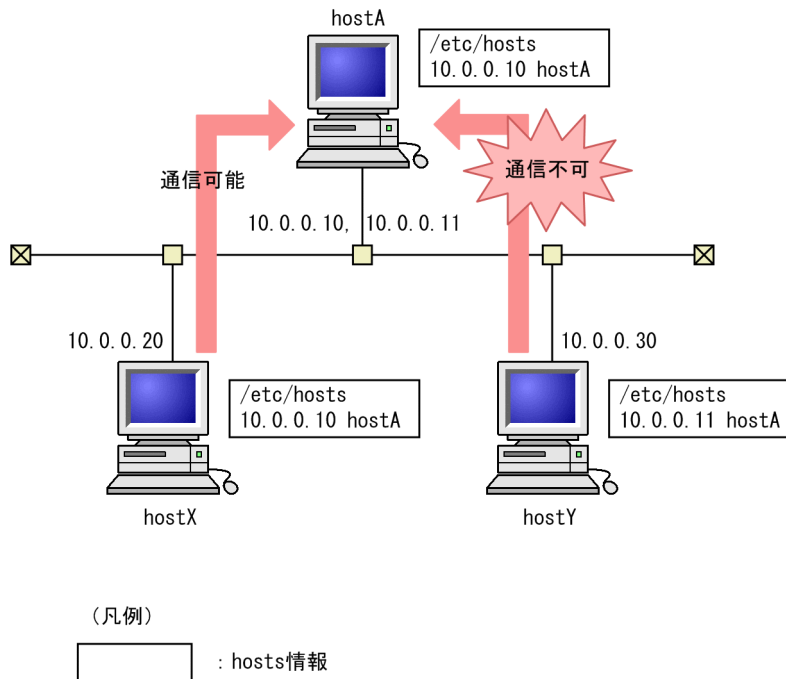 hostA
/etc/hosts
10.0.0.10 hostA
通信可能
通信不可
10.0.0.10, 10.0.0.11
10.0.0.20
10.0.0.30
/etc/hosts
10.0.0.10 hostA
/etc/hosts
10.0.0.11 hostA
hostX
hostY
(凡例)
:hosts情報